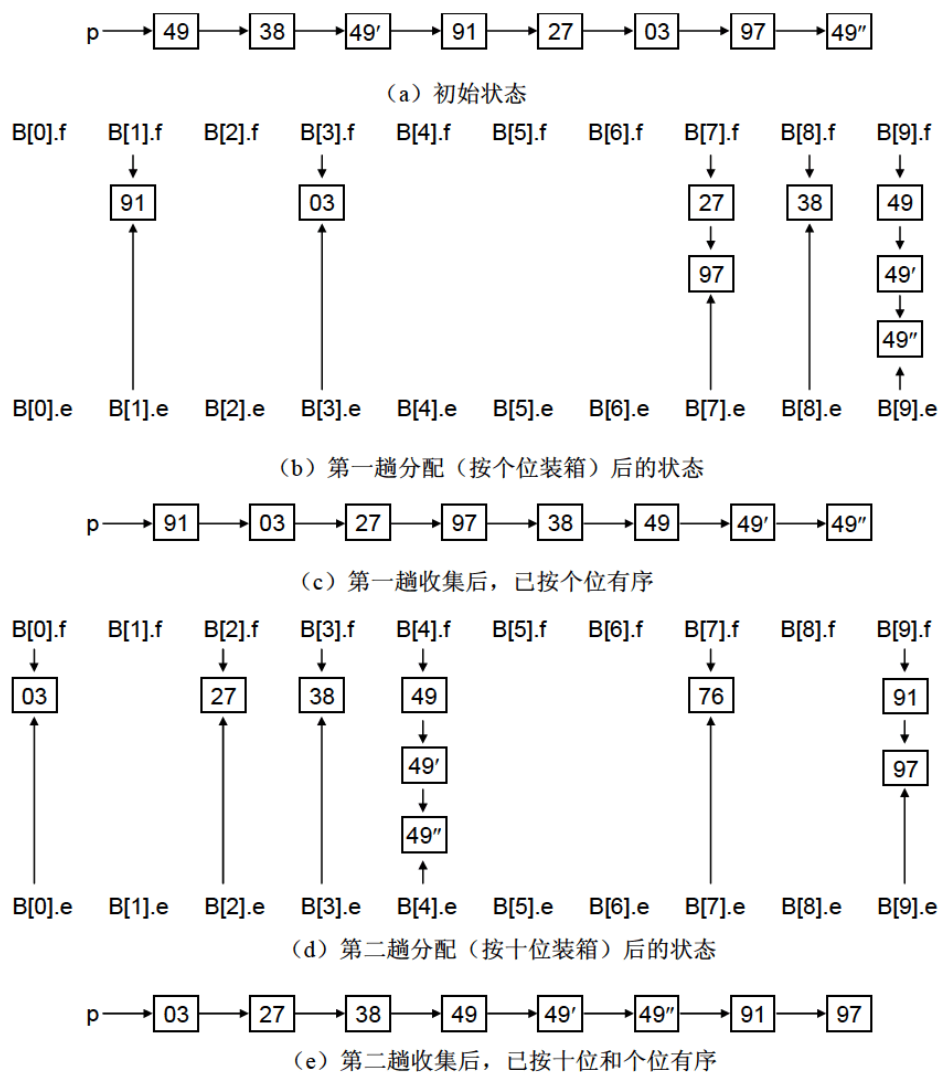 p 49 38 49′ 91 27 03 97 49″
（a）初始状态
B[0].f B[1].f B[2].f B[3].f B[4].f B[5].f B[6].f B[7].f B[8].f B[9].f
91 03 27 38 49
97 49′
49″
B[0].e B[1].e B[2].e B[3].e B[4].e B[5].e B[6].e B[7].e B[8].e B[9].e
（b）第一趟分配（按个位装箱）后的状态
p 91 03 27 97 38 49 49′ 49″
（c）第一趟收集后，已按个位有序
B[0].f B[1].f B[2].f B[3].f B[4].f B[5].f B[6].f B[7].f B[8].f B[9].f
03 27 38 49 76 91
49′ 97
49″
B[0].e B[1].e B[2].e B[3].e B[4].e B[5].e B[6].e B[7].e B[8].e B[9].e
（d）第二趟分配（按十位装箱）后的状态
p 03 27 38 49 49′ 49″ 91 97
（e）第二趟收集后，已按十位和个位有序